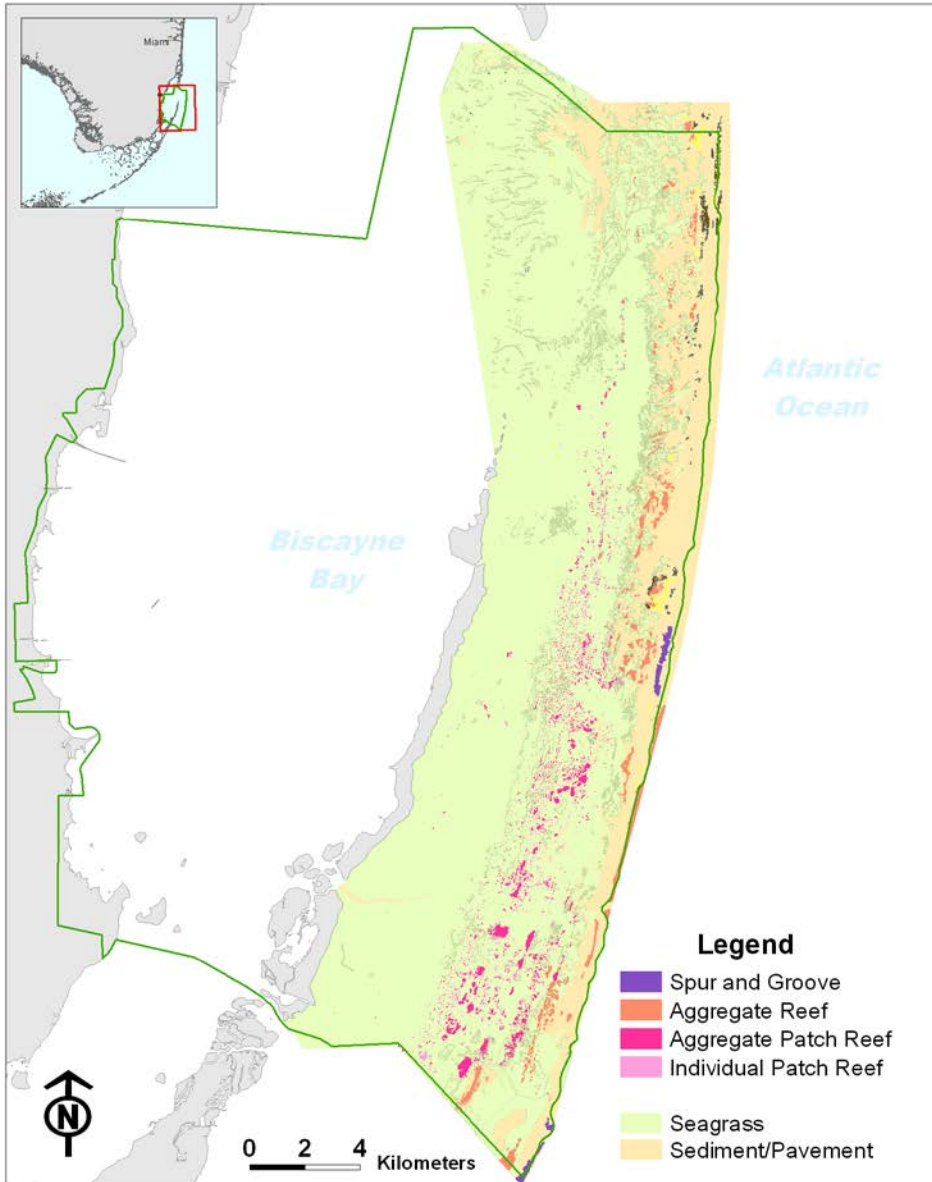 Miami
Atlantic
Ocean
Biscayne
Bay
Legend
Spur and Groove
Aggregate Reef
Aggregate Patch Reef
Individual Patch Reef
Seagrass
Sediment/Pavement
N
0 2 4
Kilometers